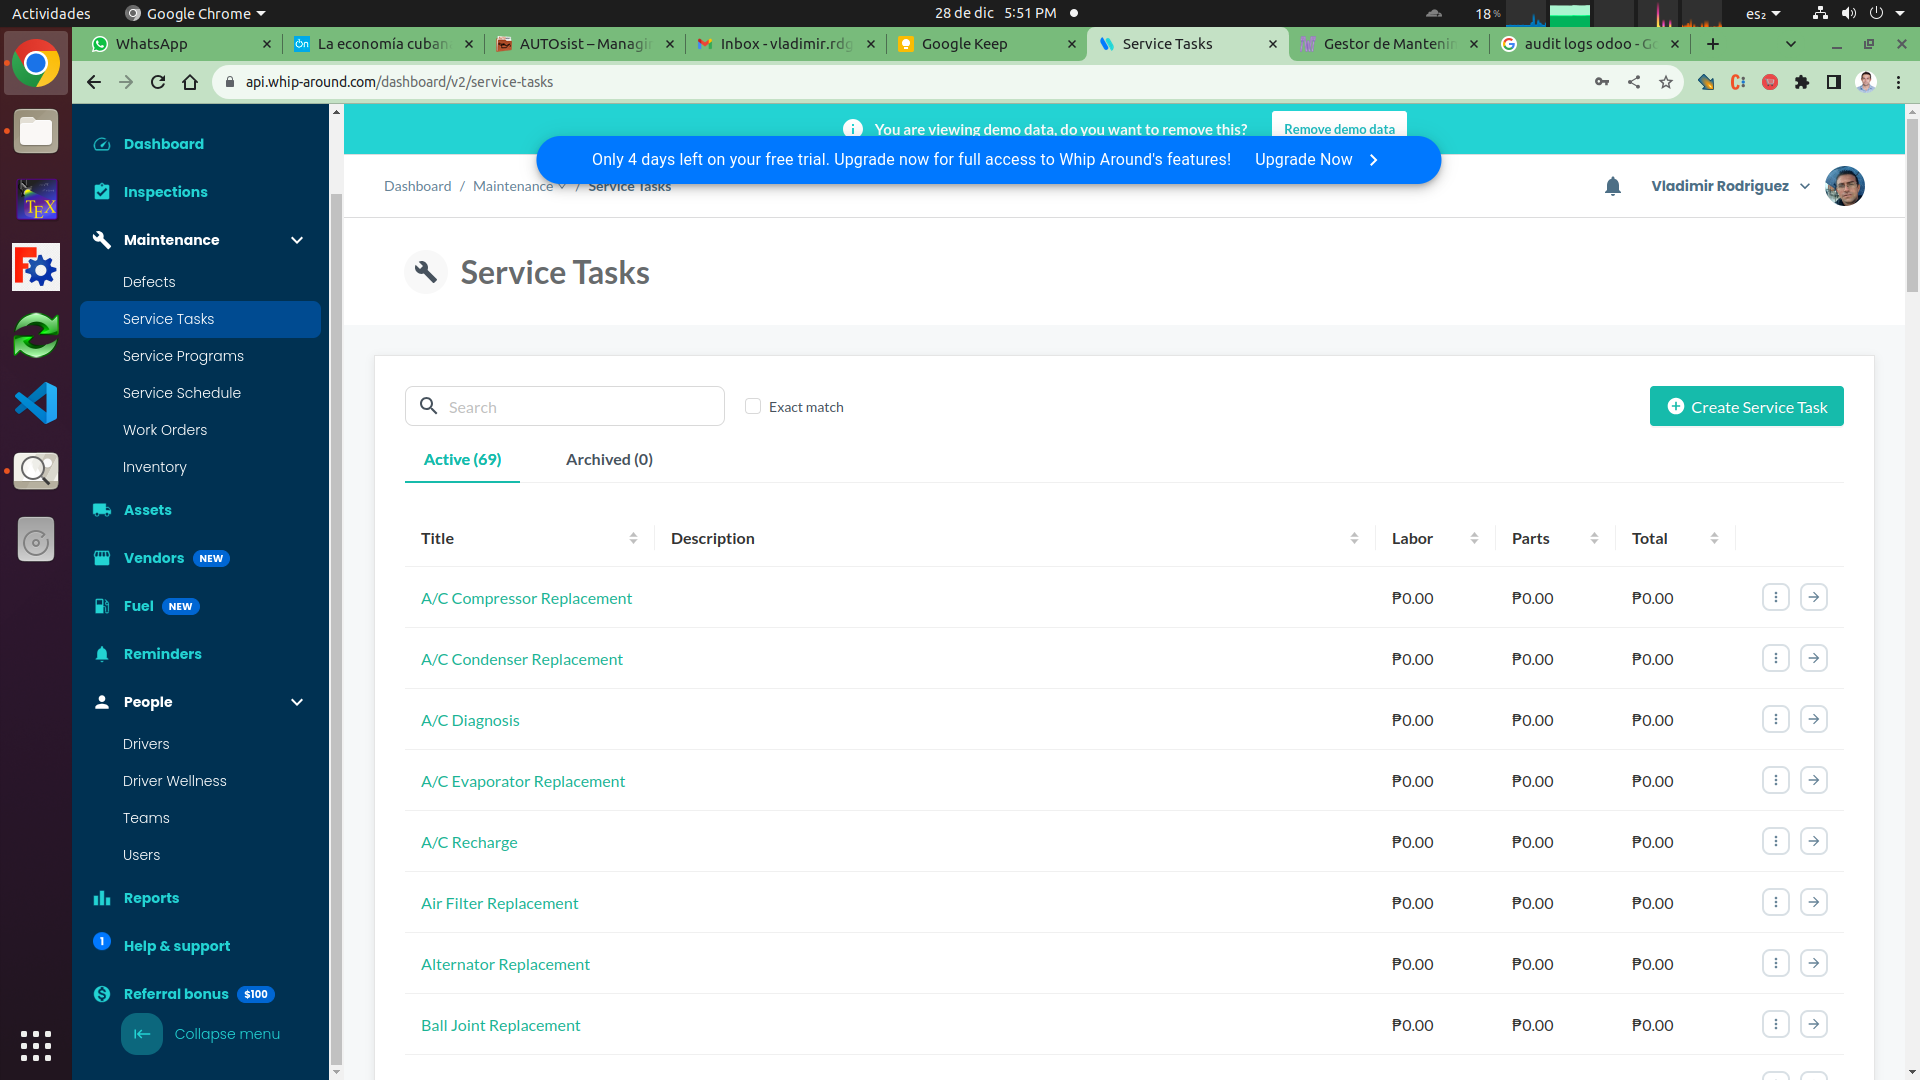 Actividades
Google Chrome
28 de dic 5:51 PM
18%
es₂
WhatsApp
La economía cuban
AUTOsist – Managin
Inbox - vladimir.rdg
Google Keep
Service Tasks
Gestor de Mantenim
audit logs odoo - Go
api.whip-around.com/dashboard/v2/service-tasks
You are viewing demo data, do you want to remove this?
Remove demo data
Only 4 days left on your free trial. Upgrade now for full access to Whip Around's features!
Upgrade Now
Dashboard / Maintenance / Service Tasks
Vladimir Rodriguez
Dashboard
Inspections
Maintenance
Defects
Service Tasks
Service Programs
Service Schedule
Work Orders
Inventory
Assets
Vendors NEW
Fuel NEW
Reminders
People
Drivers
Driver Wellness
Teams
Users
Reports
1 Help & support
Referral bonus $100
Collapse menu
TEX
Service Tasks
Search
Exact match
Create Service Task
Active (69)
Archived (0)
Title Description Labor Parts Total
A/C Compressor Replacement ₱0.00 ₱0.00 ₱0.00
A/C Condenser Replacement ₱0.00 ₱0.00 ₱0.00
A/C Diagnosis ₱0.00 ₱0.00 ₱0.00
A/C Evaporator Replacement ₱0.00 ₱0.00 ₱0.00
A/C Recharge ₱0.00 ₱0.00 ₱0.00
Air Filter Replacement ₱0.00 ₱0.00 ₱0.00
Alternator Replacement ₱0.00 ₱0.00 ₱0.00
Ball Joint Replacement ₱0.00 ₱0.00 ₱0.00